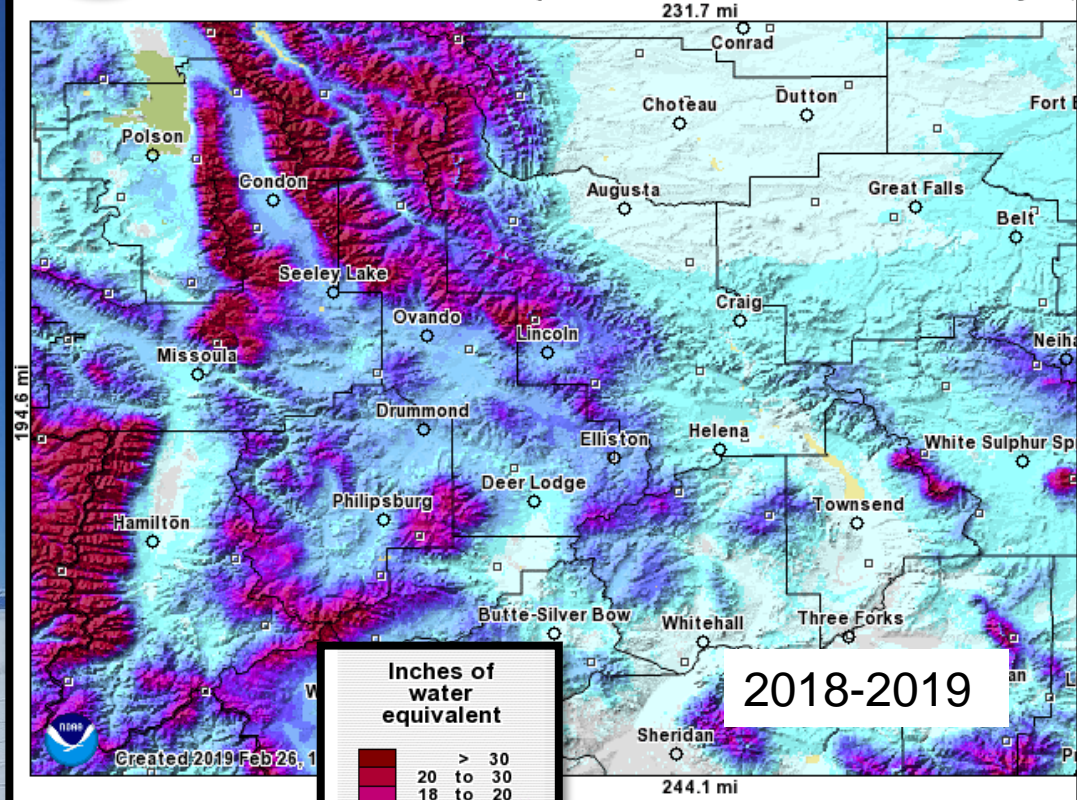 231.7 mi
Conrad
Choteau
Dutton
Fort
Polson
Condon
Augusta
Great Falls
Belt
Seeley Lake
Craig
Ovando
Lincoln
Missoula
194.6 mi
Drummond
Elliston
Helena
White Sulphur Sp
Deer Lodge
Philipsburg
Townsend
Hamilton
Butte-Silver Bow
Whitehall
Three Forks
Inches of
water
equivalent
2018-2019
Sheridan
NOAA
Created 2019 Feb 26, 1
> 30
20 to 30
18 to 20
244.1 mi